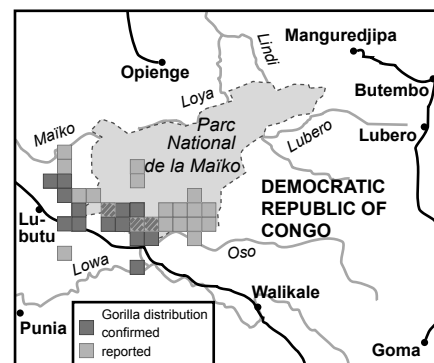 Manguredjipa
Lindi
Opienge
Butembo
Loya
Parc
National
de la Maïko
Maïko
Lubero
Lubero
DEMOCRATIC
REPUBLIC OF
CONGO
Lu-
butu
Oso
Lowa
Walikale
Punia
Goma
Gorilla distribution
confirmed
reported